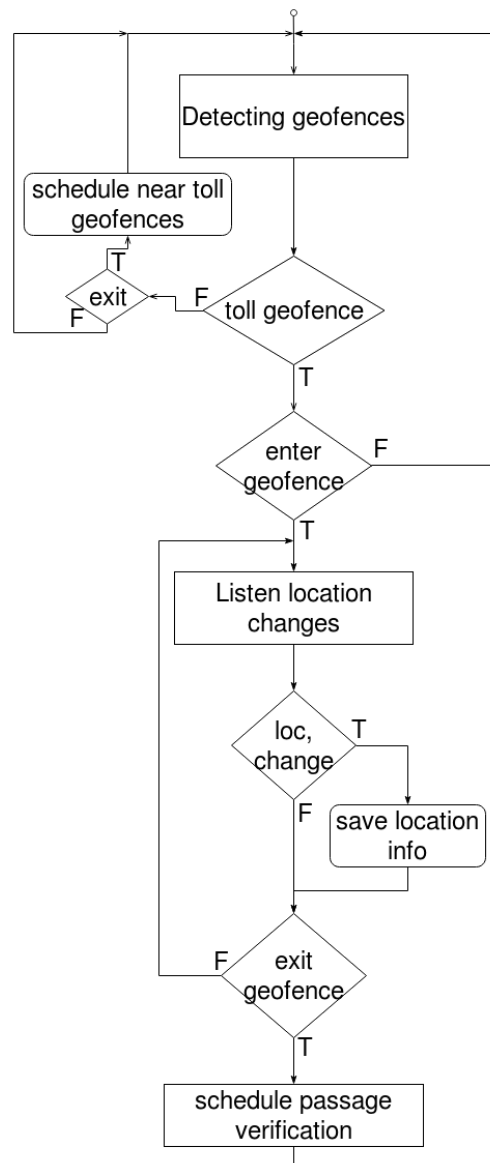 Detecting geofences
schedule near toll
geofences
T
exit
F
F
toll geofence
T
enter
geofence
F
T
Listen location
changes
loc,
change
T
F
save location
info
exit
geofence
F
T
schedule passage
verification